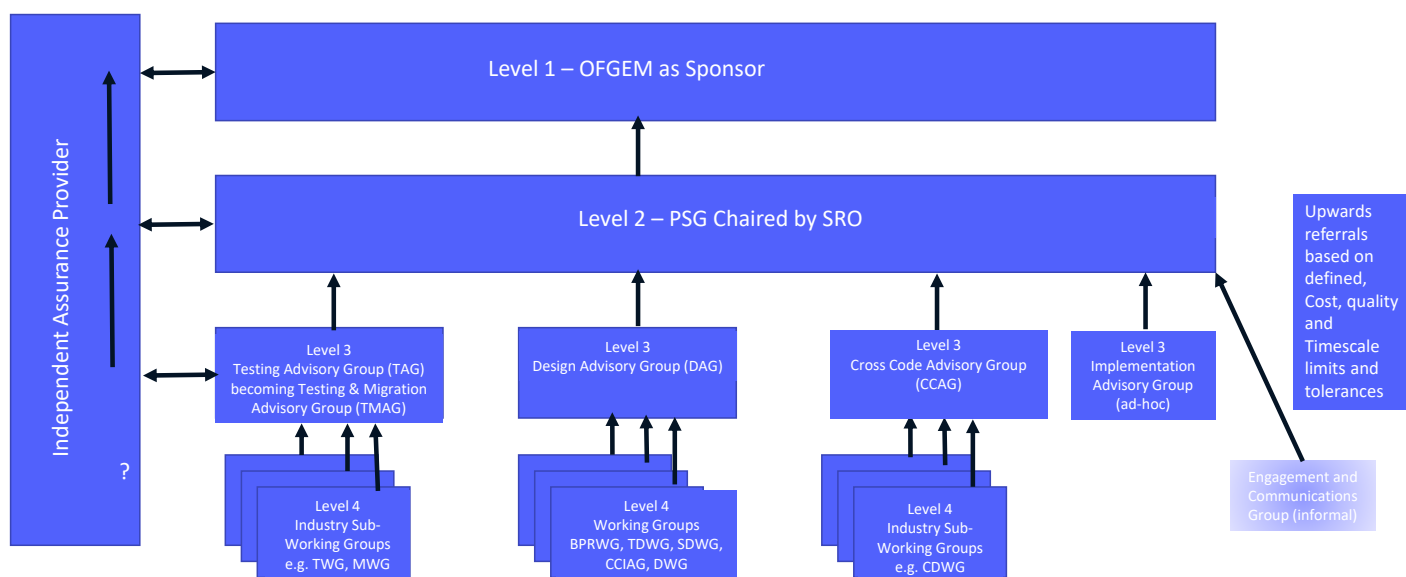 Level 1 – OFGEM as Sponsor
Independent Assurance Provider
?
Level 2 – PSG Chaired by SRO
Upwards
referrals
based on
defined,
Cost, quality
and
Timescale
limits and
tolerances
Level 3
Testing Advisory Group (TAG)
becoming Testing & Migration
Advisory Group (TMAG)
Level 3
Design Advisory Group (DAG)
Level 3
Cross Code Advisory Group
(CCAG)
Level 3
Implementation
Advisory Group
(ad-hoc)
Engagement and
Communications
Group (informal)
Level 4
Industry Sub-
Working Groups
e.g. TWG, MWG
Level 4
Working Groups
BPRWG, TDWG, SDWG,
CCIAG, DWG
Level 4
Industry Sub-
Working Groups
e.g. CDWG